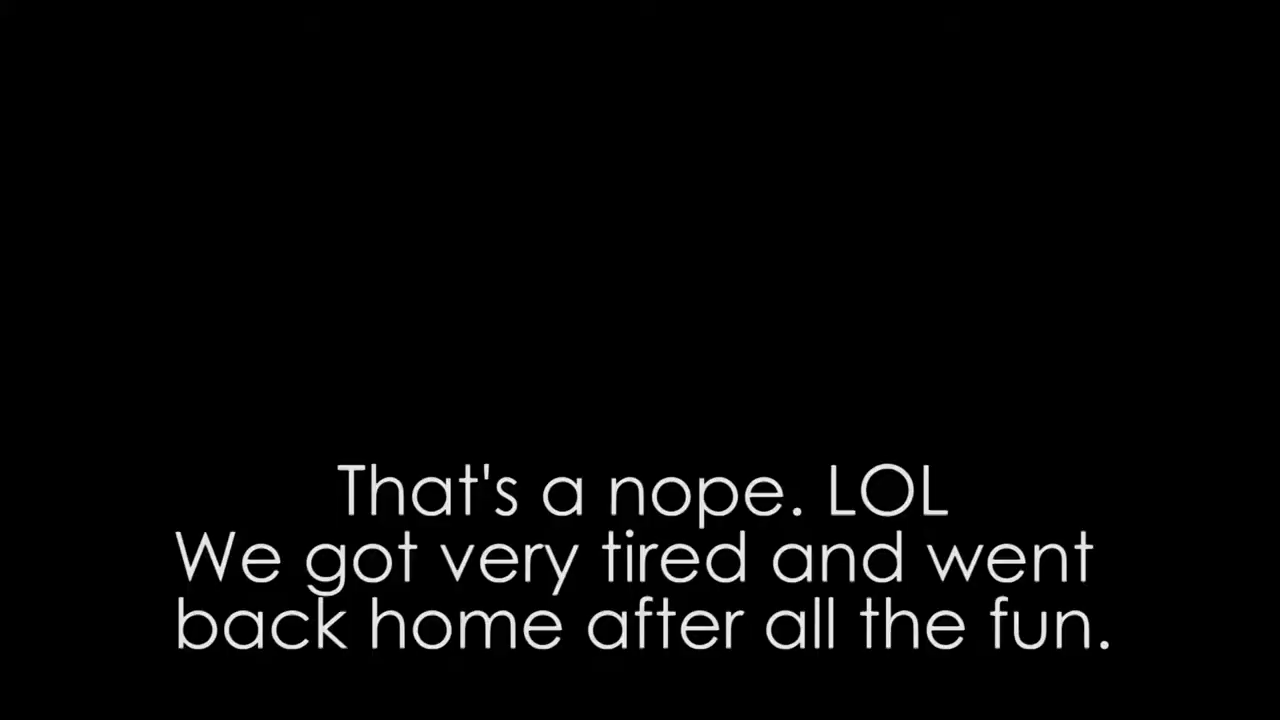 That's a nope. LOL
We got very tired and went
back home after all the fun.